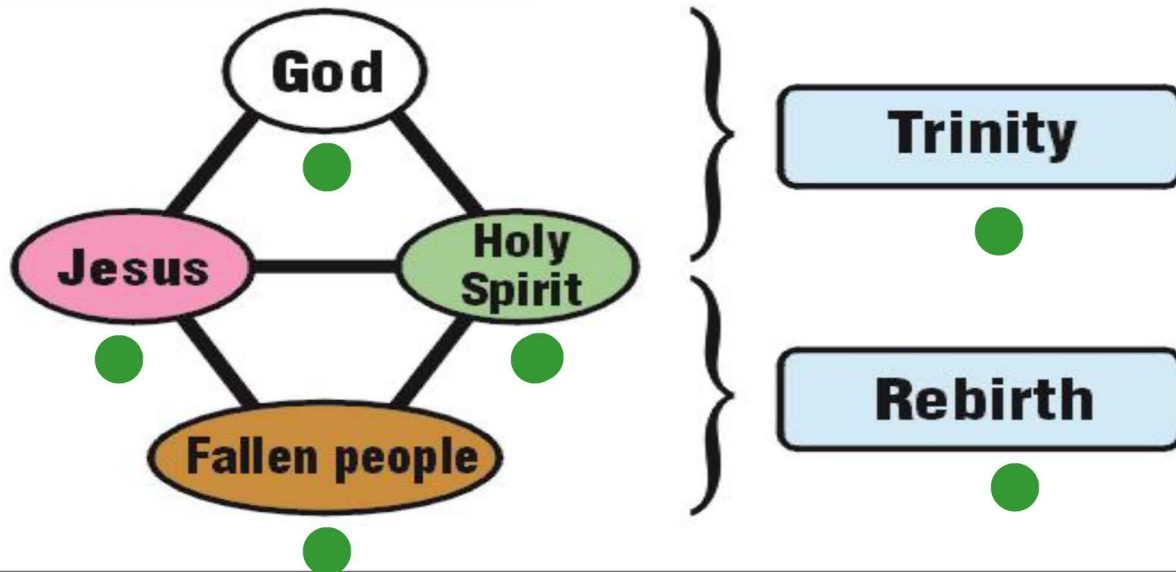 God
Trinity
Jesus
Holy
Spirit
Rebirth
Fallen people